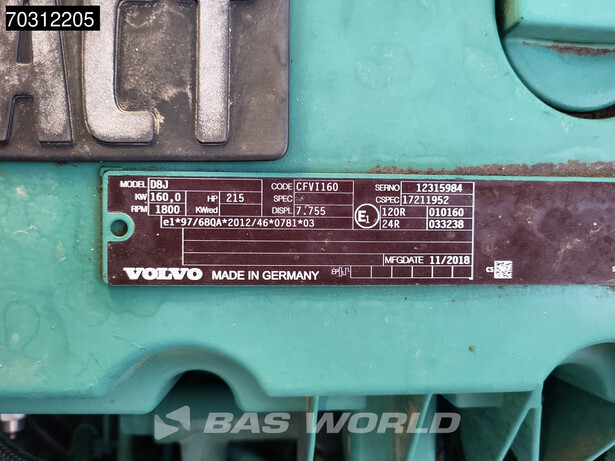 70312205
ACT
MODEL D8J CODE CFVI160 SERNO 12315984
KW 160,0 HP 215 SPEC CSPEC 17211952
RPM 1800 KWred DISPL 7.755 E1 120R 010160
e1*97/68QA*2012/46*0781*03 24R 033238
MFGDATE 11/2018
VOLVO MADE IN GERMANY EP CS
BAS WORLD